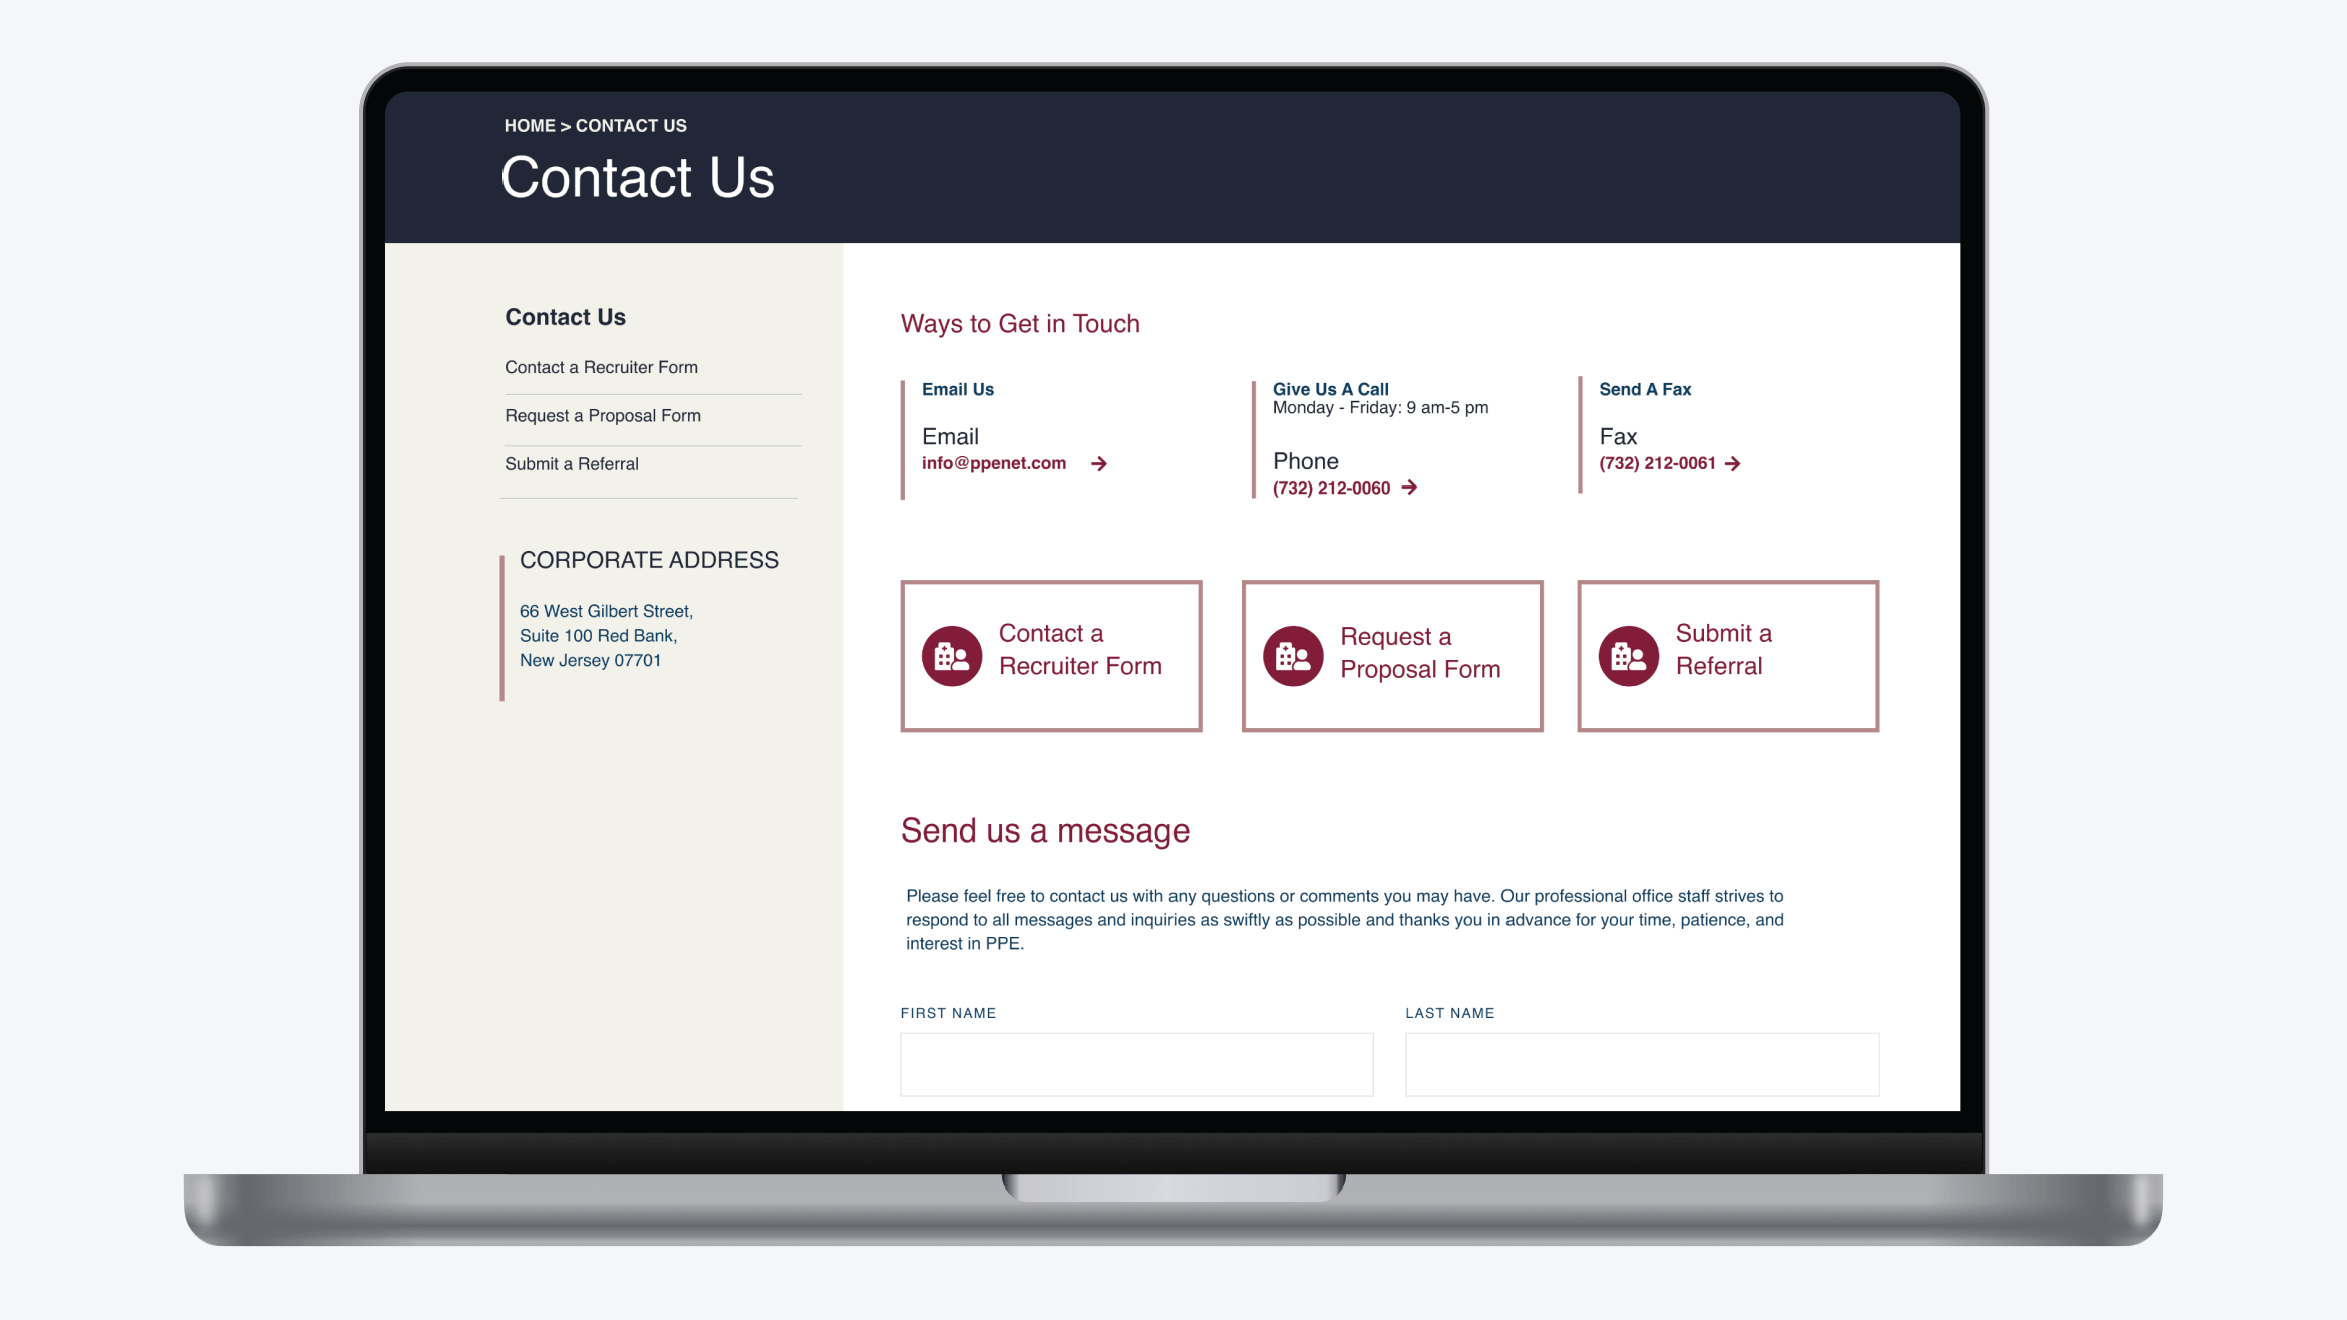 HOME > CONTACT US
Contact Us
Contact Us
Contact a Recruiter Form
Request a Proposal Form
Submit a Referral
CORPORATE ADDRESS
66 West Gilbert Street,
Suite 100 Red Bank,
New Jersey 07701
Ways to Get in Touch
Email Us
Email
info@ppenet.com
Give Us A Call
Monday - Friday: 9 am-5 pm
Phone
(732) 212-0060
Send A Fax
Fax
(732) 212-0061
Contact a
Recruiter Form
Request a
Proposal Form
Submit a
Referral
Send us a message
Please feel free to contact us with any questions or comments you may have. Our professional office staff strives to
respond to all messages and inquiries as swiftly as possible and thanks you in advance for your time, patience, and
interest in PPE.
FIRST NAME
LAST NAME